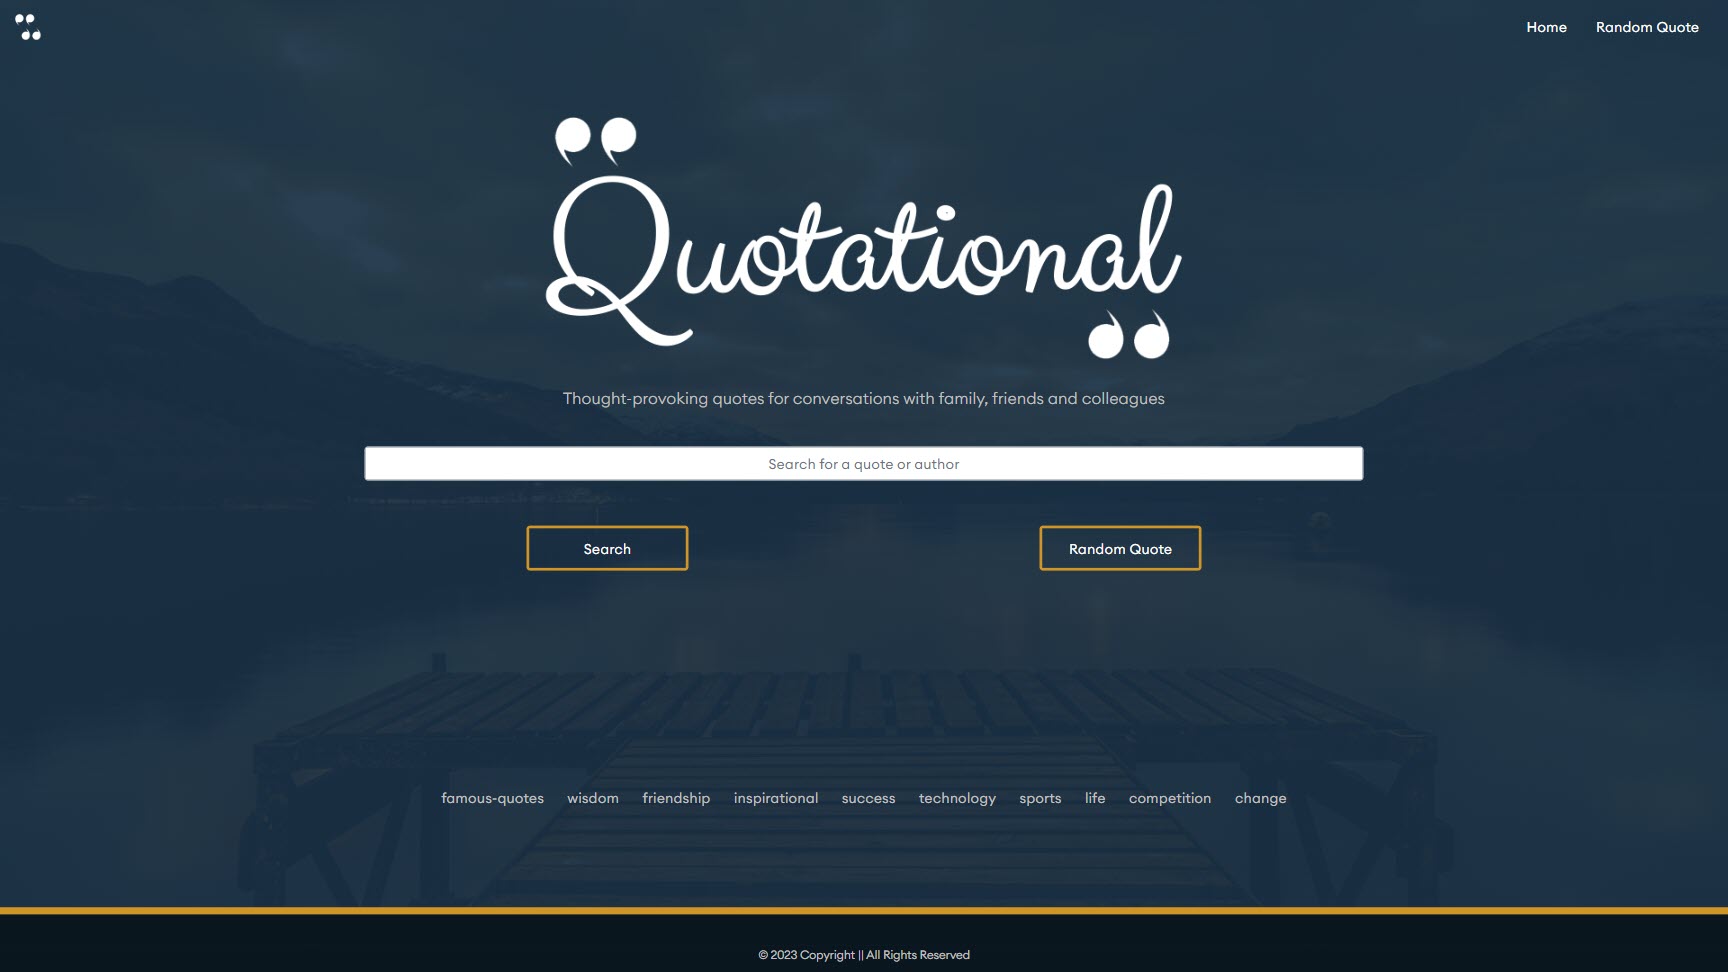 Home Random Quote
Quotational
Thought-provoking quotes for conversations with family, friends and colleagues
Search for a quote or author
Search Random Quote
famous-quotes wisdom friendship inspirational success technology sports life competition change
© 2023 Copyright || All Rights Reserved